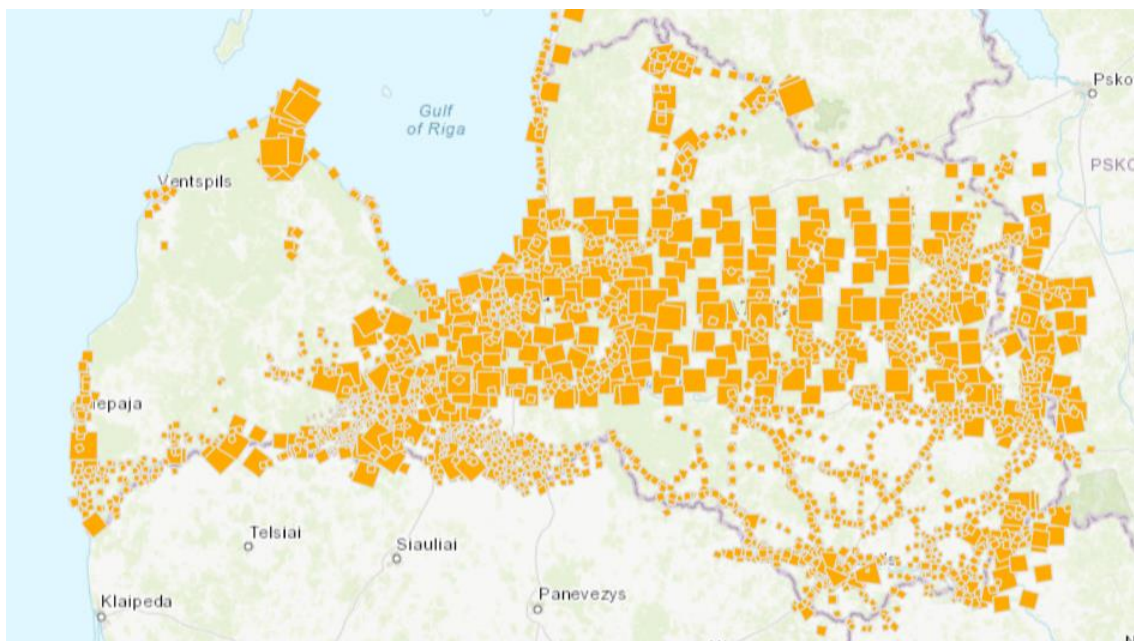 Gulf
of Riga
Psko
PSKO
Ventspils
iepaja
Telsiai
Siauliai
Klaipeda
Panevezys